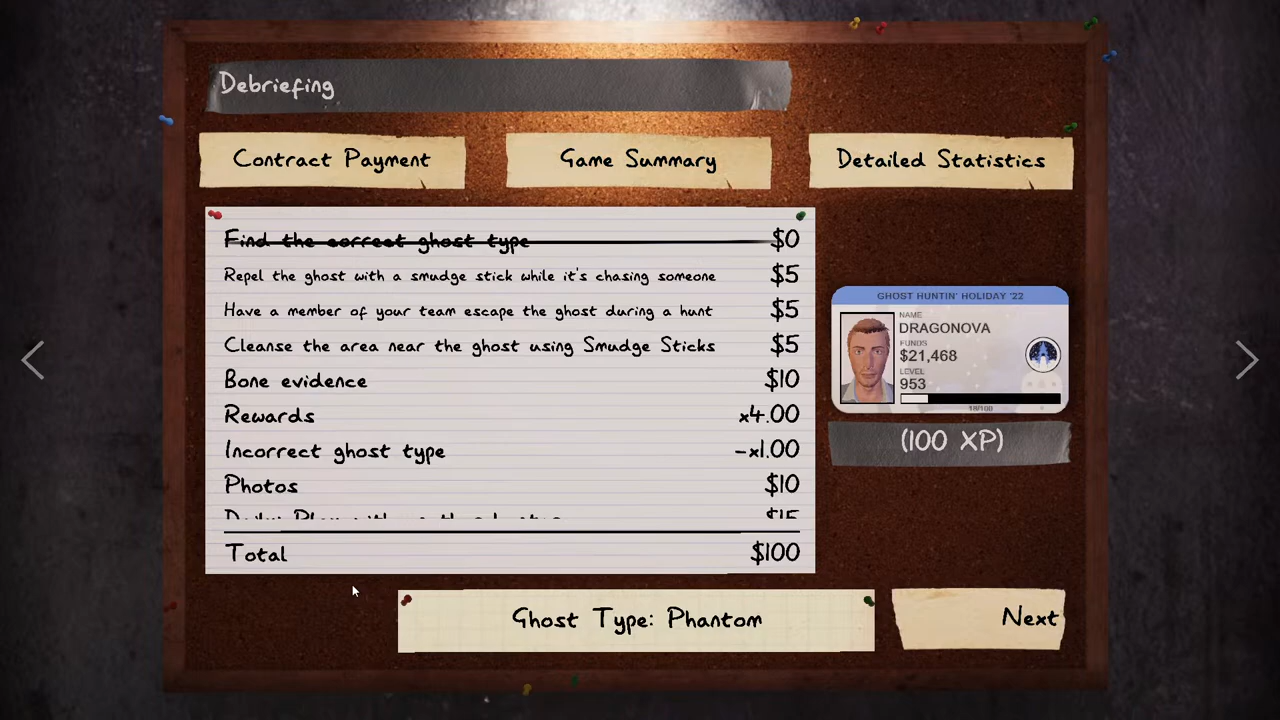 Debriefing
Contract Payment
Game Summary
Detailed Statistics
Find the correct ghost type $0
Repel the ghost with a smudge stick while it's chasing someone $5
Have a member of your team escape the ghost during a hunt $5
Cleanse the area near the ghost using Smudge Sticks $5
Bone evidence $10
Rewards x4.00
Incorrect ghost type -x1.00
Photos $10
$15
Total $100
GHOST HUNTIN' HOLIDAY '22
NAME
DRAGONOVA
FUNDS
$21,468
LEVEL
953
18/100
(100 XP)
Ghost Type: Phantom
Next